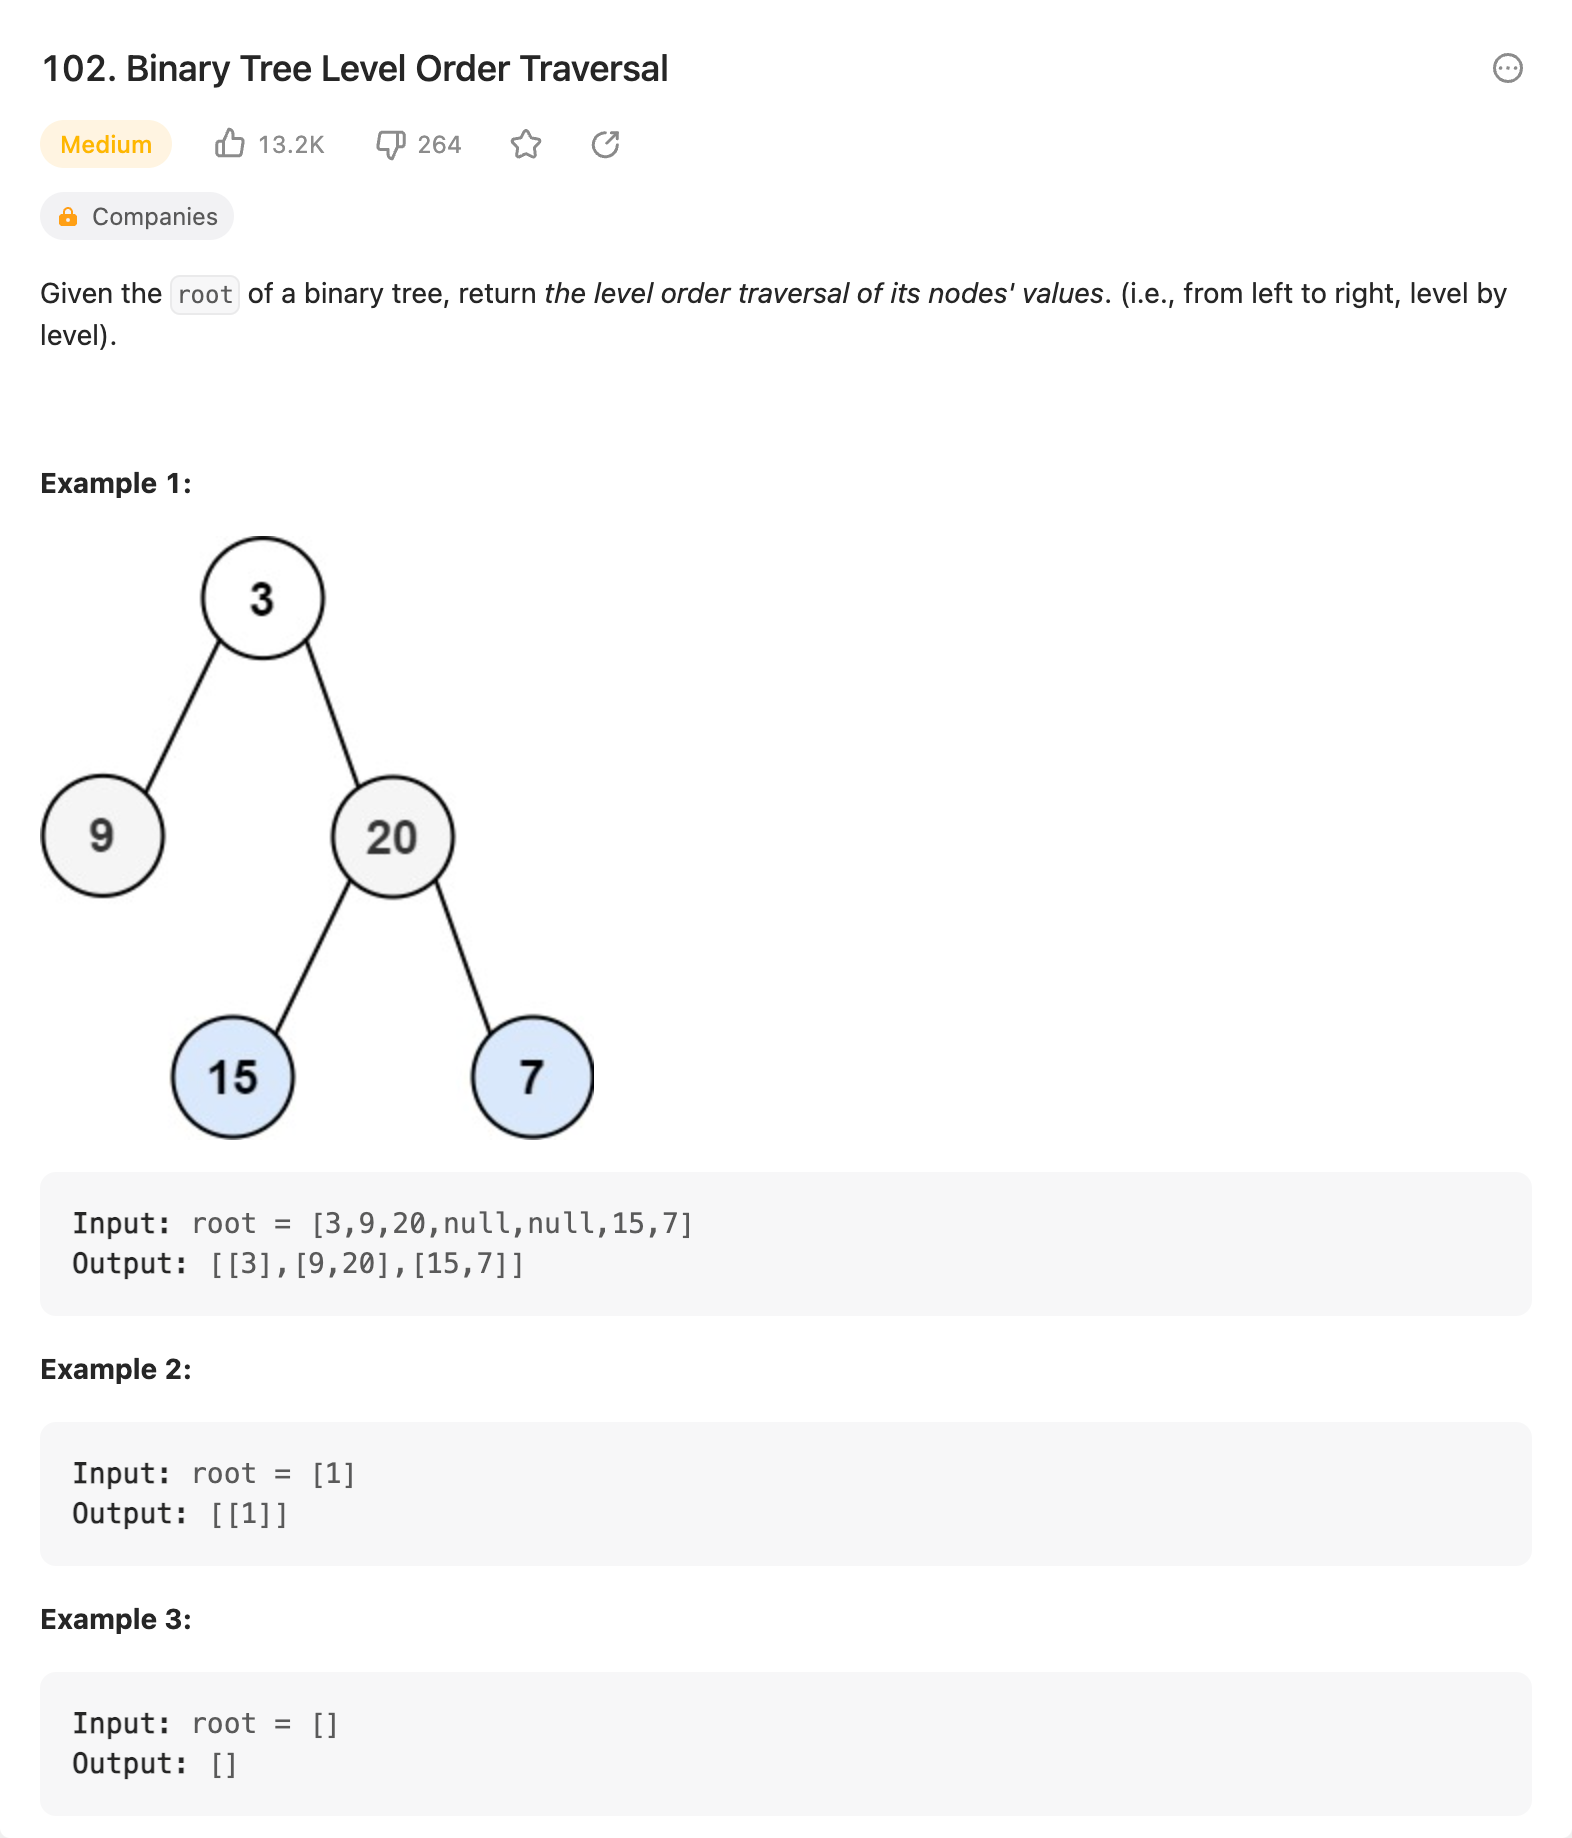 102. Binary Tree Level Order Traversal
Medium 13.2K 264
Companies
Given the root of a binary tree, return the level order traversal of its nodes' values. (i.e., from left to right, level by
level).
Example 1:
3
9 20
15 7
Input: root = [3,9,20,null,null,15,7]
Output: [[3],[9,20],[15,7]]
Example 2:
Input: root = [1]
Output: [[1]]
Example 3:
Input: root = []
Output: []